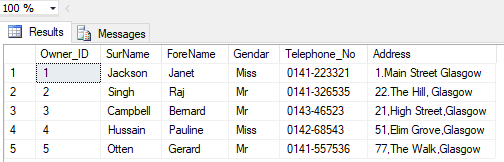 100 %
Results Messages
Owner_ID SurName ForeName Gendar Telephone_No Address
1 1 Jackson Janet Miss 0141-223321 1.Main Street Glasgow
2 2 Singh Raj Mr 0141-326535 22.The Hill, Glasgow
3 3 Campbell Bernard Mr 0143-46523 21,High Street,Glasgow
4 4 Hussain Pauline Miss 0142-68543 51,Elim Grove,Glasgow
5 5 Otten Gerard Mr 0141-557536 77,The Walk,Glasgow